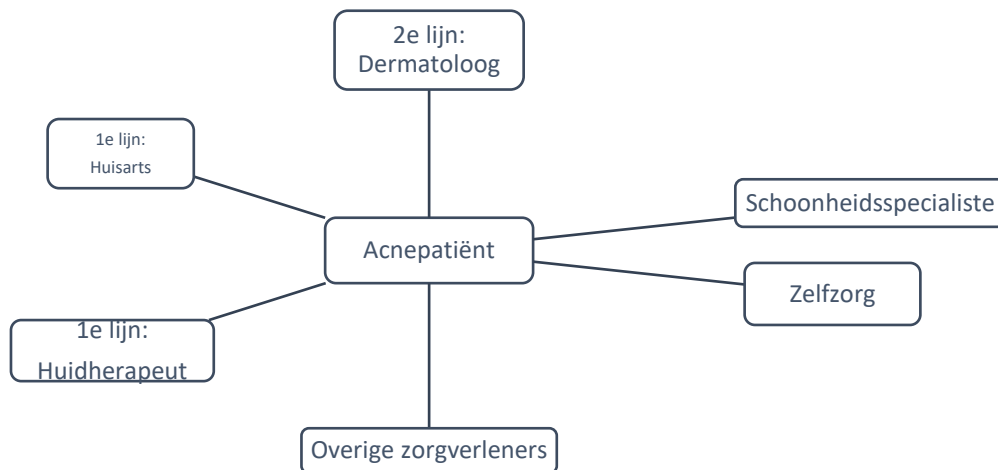 2e lijn:
Dermatoloog
1e lijn:
Huisarts
Schoonheidsspecialiste
Acnepatiënt
Zelfzorg
1e lijn:
Huidherapeut
Overige zorgverleners